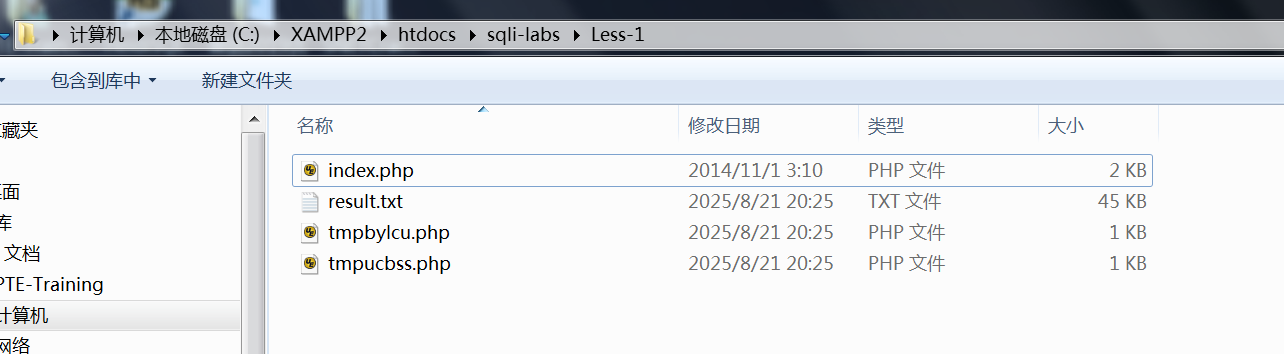 计算机 本地磁盘 (C:) XAMPP2 htdocs sqli-labs Less-1
包含到库中 新建文件夹
名称 修改日期 类型 大小
index.php 2014/11/1 3:10 PHP 文件 2 KB
result.txt 2025/8/21 20:25 TXT 文件 45 KB
tmpbylcu.php 2025/8/21 20:25 PHP 文件 1 KB
tmpucbss.php 2025/8/21 20:25 PHP 文件 1 KB
藏夹
面
库
文档
PTE-Training
计算机
网络